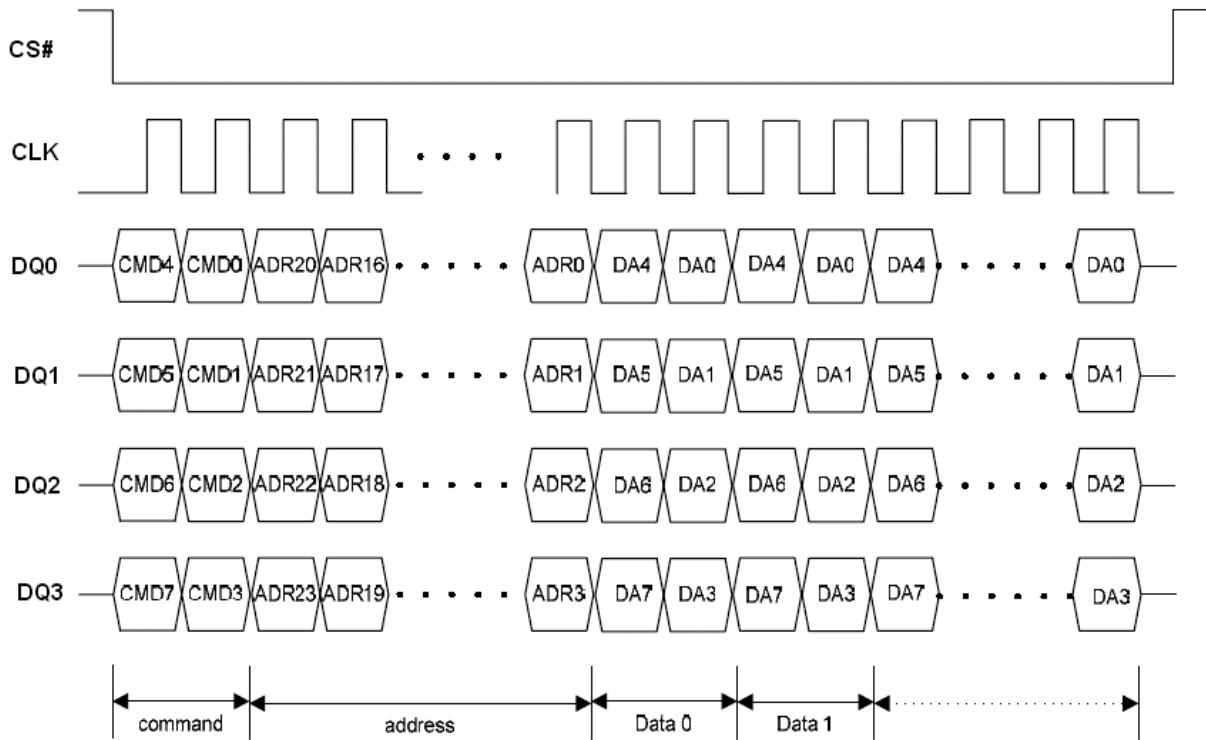 CS#
CLK
DQ0 CMD4 CMD0 ADR20 ADR16 ADR0 DA4 DA0 DA4 DA0 DA4 DA0
DQ1 CMD5 CMD1 ADR21 ADR17 ADR1 DA5 DA1 DA5 DA1 DA5 DA1
DQ2 CMD6 CMD2 ADR22 ADR18 ADR2 DA6 DA2 DA6 DA2 DA6 DA2
DQ3 CMD7 CMD3 ADR23 ADR19 ADR3 DA7 DA3 DA7 DA3 DA7 DA3
command address Data 0 Data 1